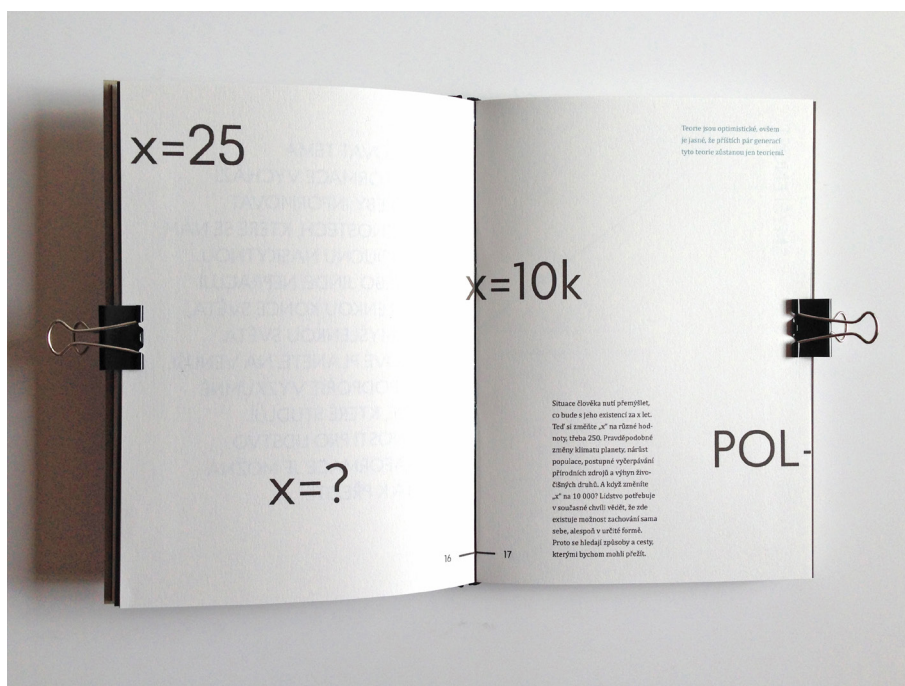 x=25
x=?
16
17
Teorie jsou optimistické, ovšem
je jasné, že příštích pár generací
tyto teorie zůstanou jen teoriemi.
x=10k
Situace člověka nutí přemýšlet,
co bude s jeho existencí za x let.
Teď si změňte „x“ na různé hod-
noty, třeba 250. Pravděpodobné
změny klimatu planety, nárůst
populace, postupné vyčerpávání
přírodních zdrojů a výhyn živo-
čišných druhů. A když změníte
„x“ na 10 000? Lidstvo potřebuje
v současné chvíli vědět, že zde
existuje možnost zachování sama
sebe, alespoň v určité formě.
Proto se hledají způsoby a cesty,
kterými bychom mohli přežít.
POL-